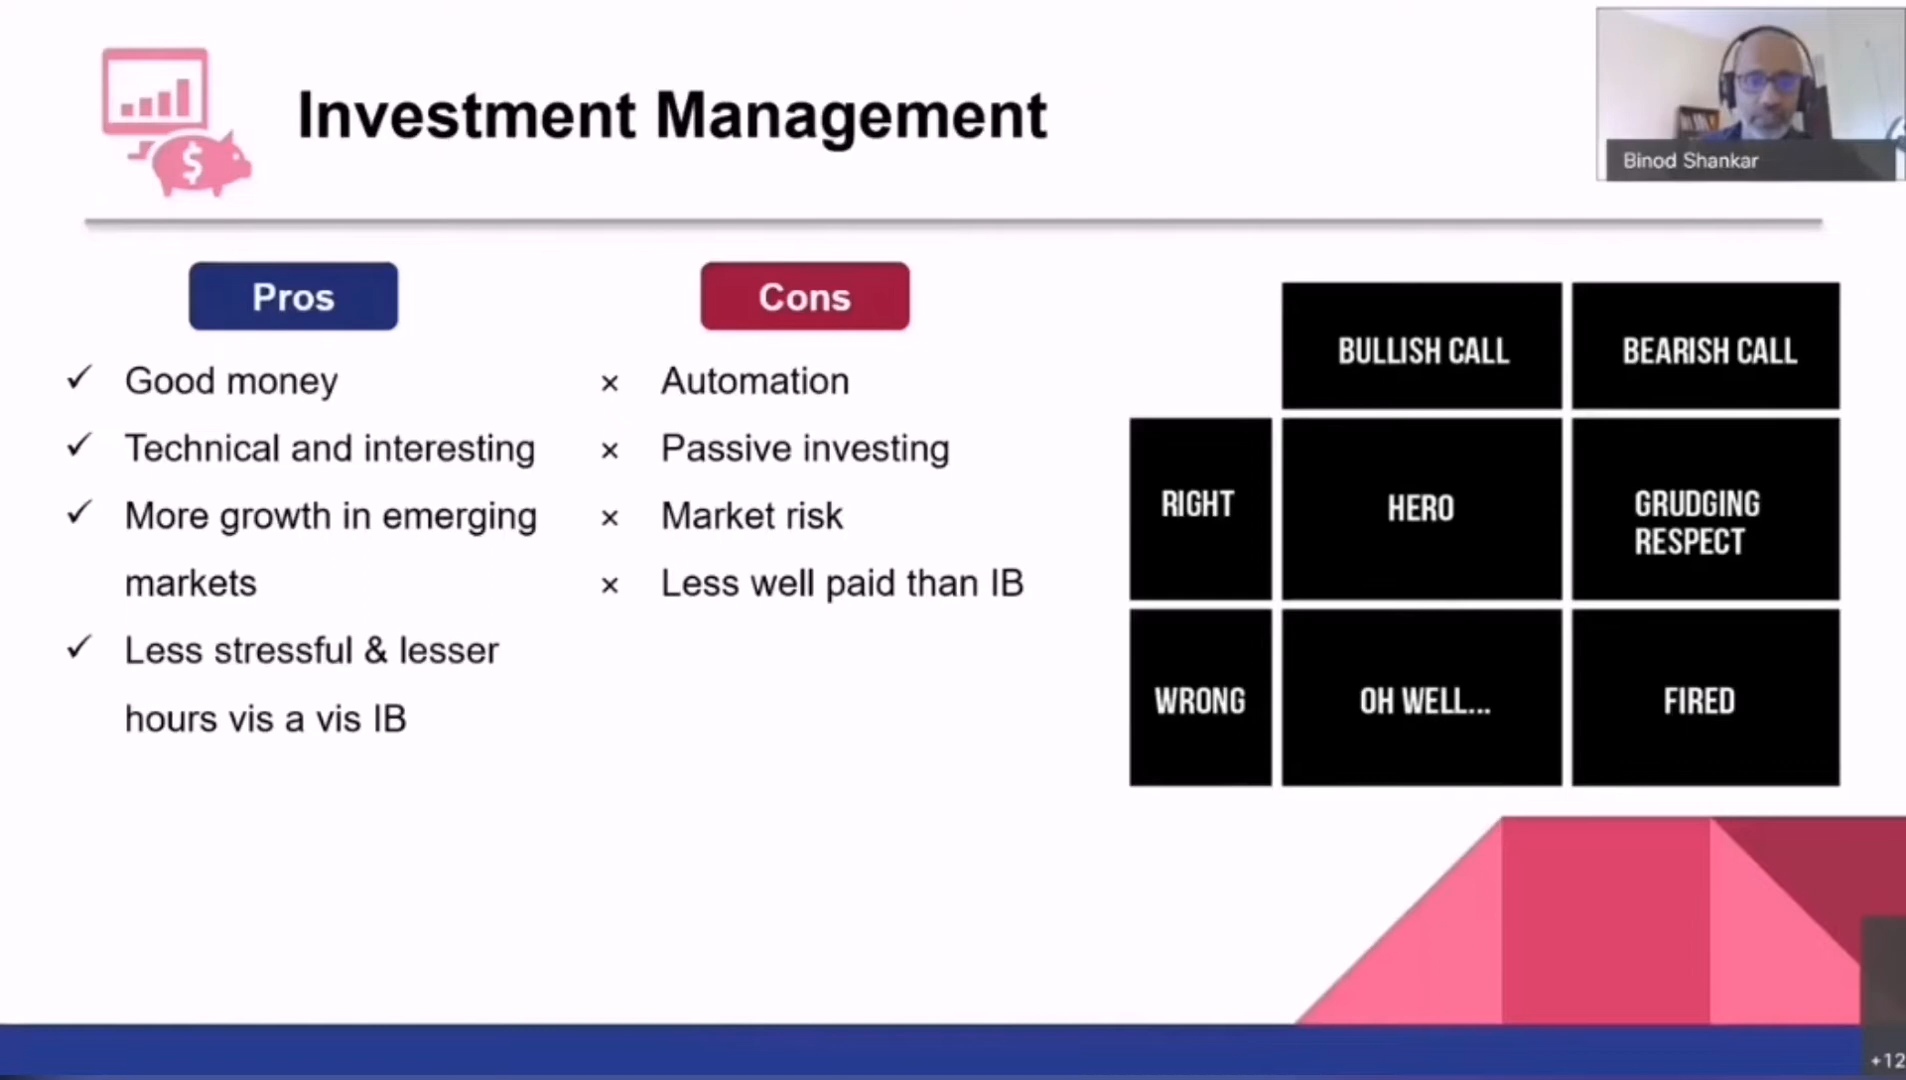 Investment Management
Binod Shankar
Pros
✓ Good money
✓ Technical and interesting
✓ More growth in emerging
markets
✓ Less stressful & lesser
hours vis a vis IB
Cons
× Automation
× Passive investing
× Market risk
× Less well paid than IB
BULLISH CALL
BEARISH CALL
RIGHT
HERO
GRUDGING
RESPECT
WRONG
OH WELL...
FIRED
$
+12